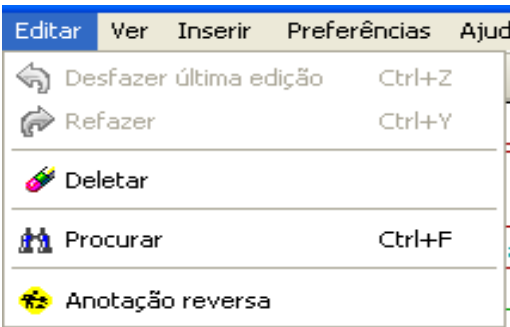 Editar Ver Inserir Preferências Ajud
Desfazer última edição Ctrl+Z
Refazer Ctrl+Y
Deletar
Procurar Ctrl+F
Anotação reversa